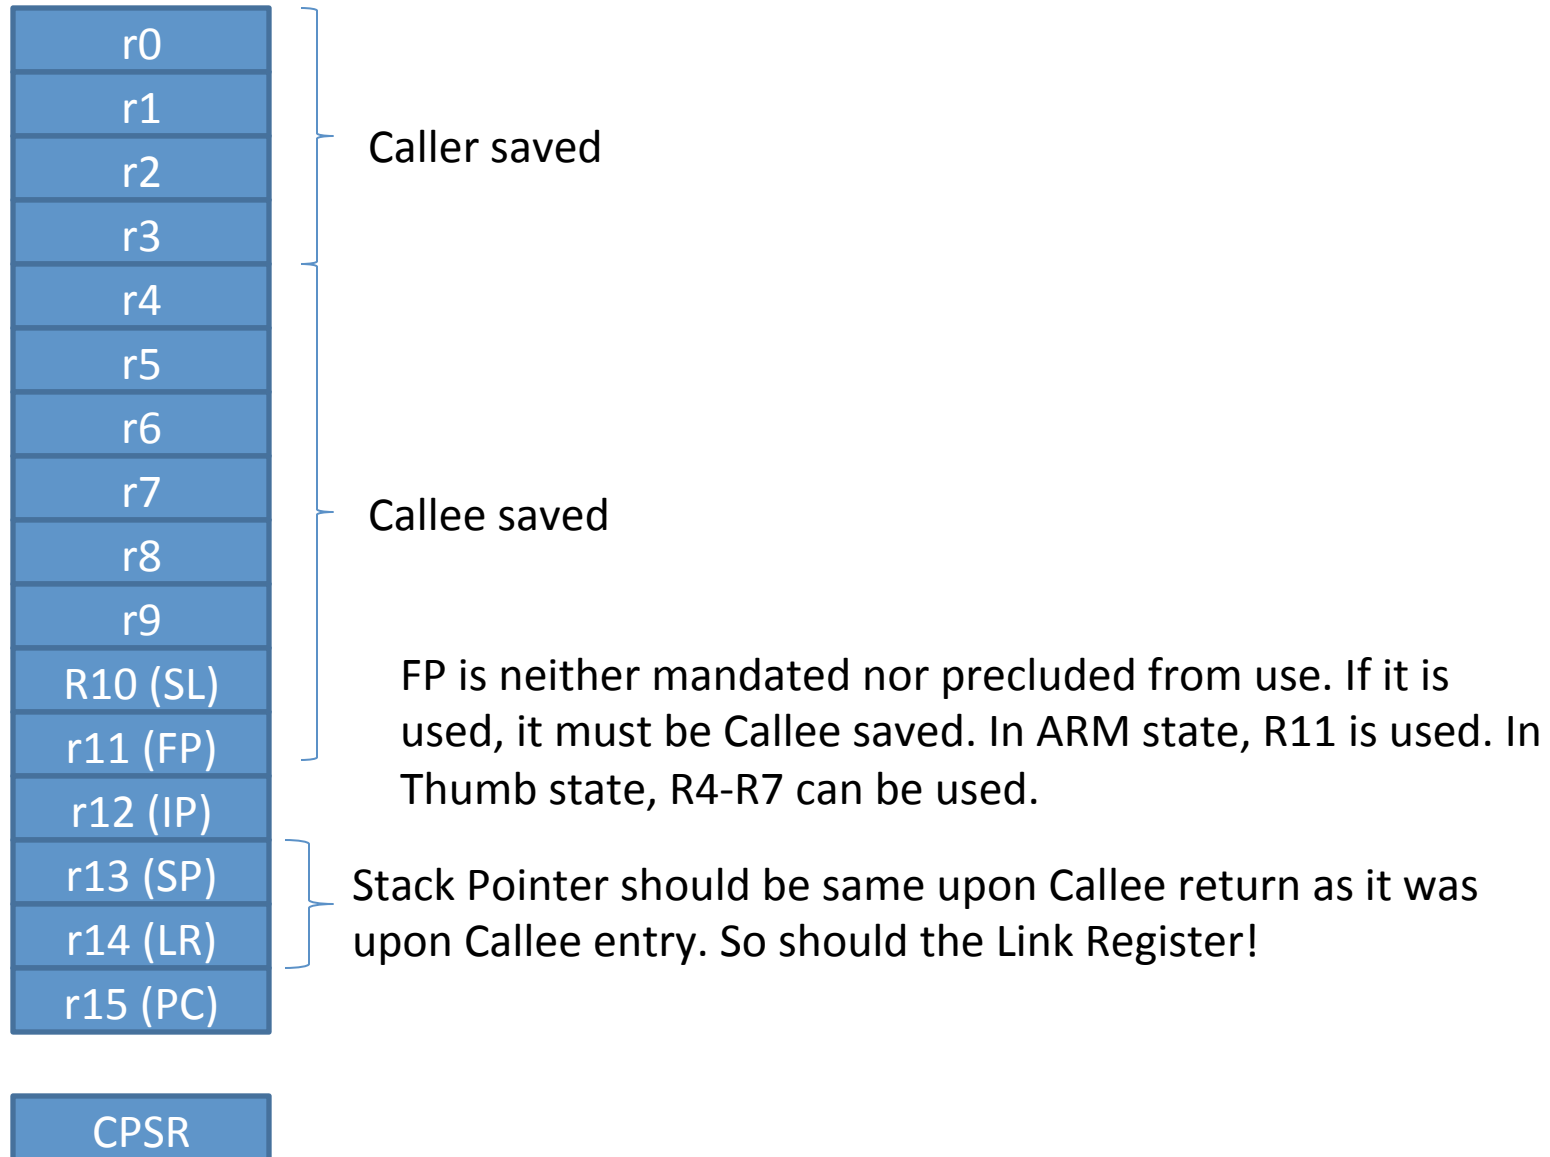 r0
r1
r2
r3
r4
r5
r6
r7
r8
r9
R10 (SL)
r11 (FP)
r12 (IP)
r13 (SP)
r14 (LR)
r15 (PC)
CPSR
Caller saved
Callee saved
FP is neither mandated nor precluded from use. If it is
used, it must be Callee saved. In ARM state, R11 is used. In
Thumb state, R4-R7 can be used.
Stack Pointer should be same upon Callee return as it was
upon Callee entry. So should the Link Register!